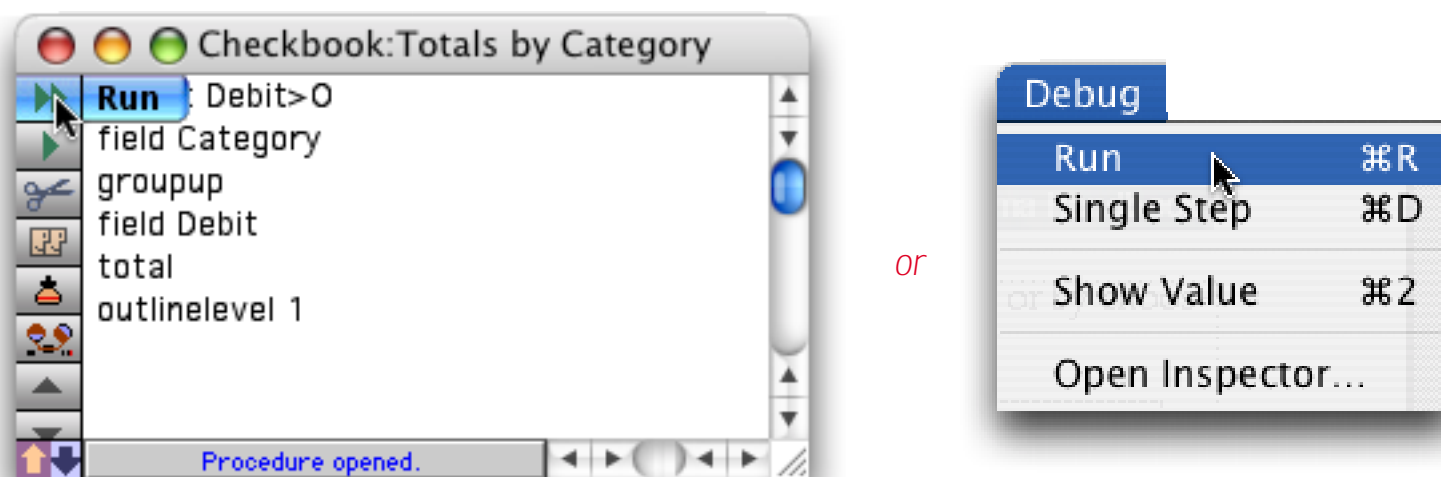 Checkbook:Totals by Category
Run : Debit>0
field Category
groupup
field Debit
total
outlinelevel 1
Procedure opened.
or
Debug
Run ⌘R
Single Step ⌘D
Show Value ⌘2
Open Inspector...